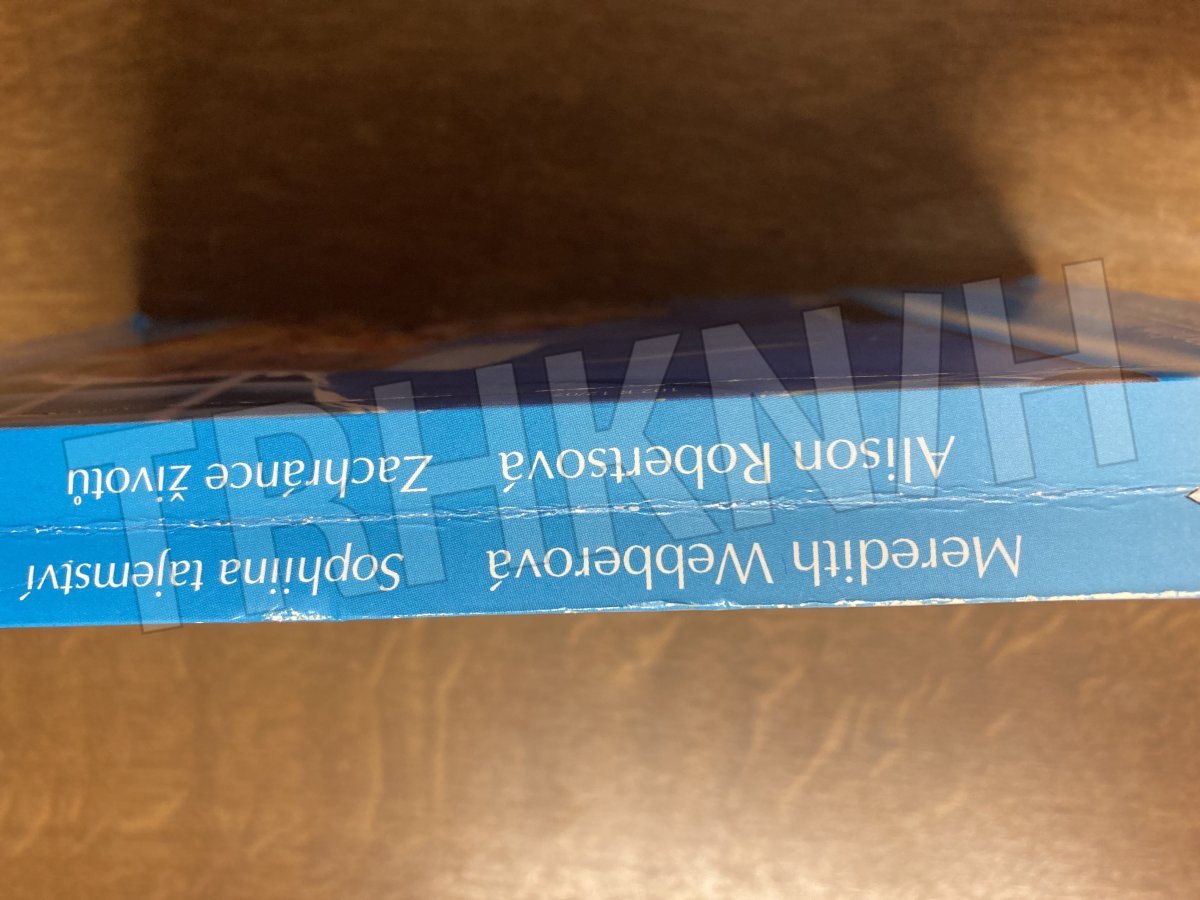 Meredith Webberová Sophiina tajemství
Alison Robertsová Zachránce životů
TRHKNIH